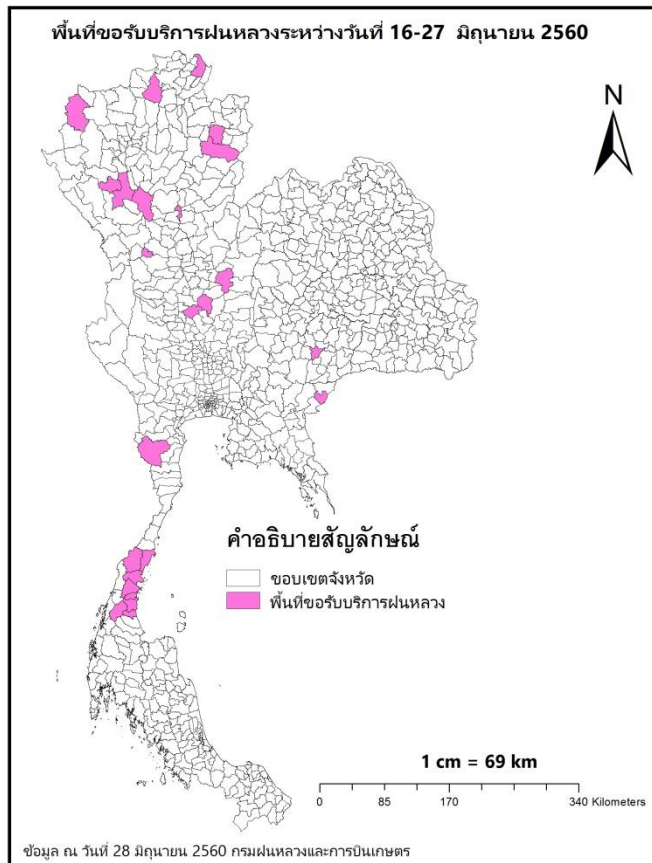 พื้นที่ขอรับบริการฝนหลวงระหว่างวันที่ 16-27 มิถุนายน 2560
N
คำอธิบายสัญลักษณ์
ขอบเขตจังหวัด
พื้นที่ขอรับบริการฝนหลวง
1 cm = 69 km
0 85 170 340 Kilometers
ข้อมูล ณ วันที่ 28 มิถุนายน 2560 กรมฝนหลวงและการบินเกษตร